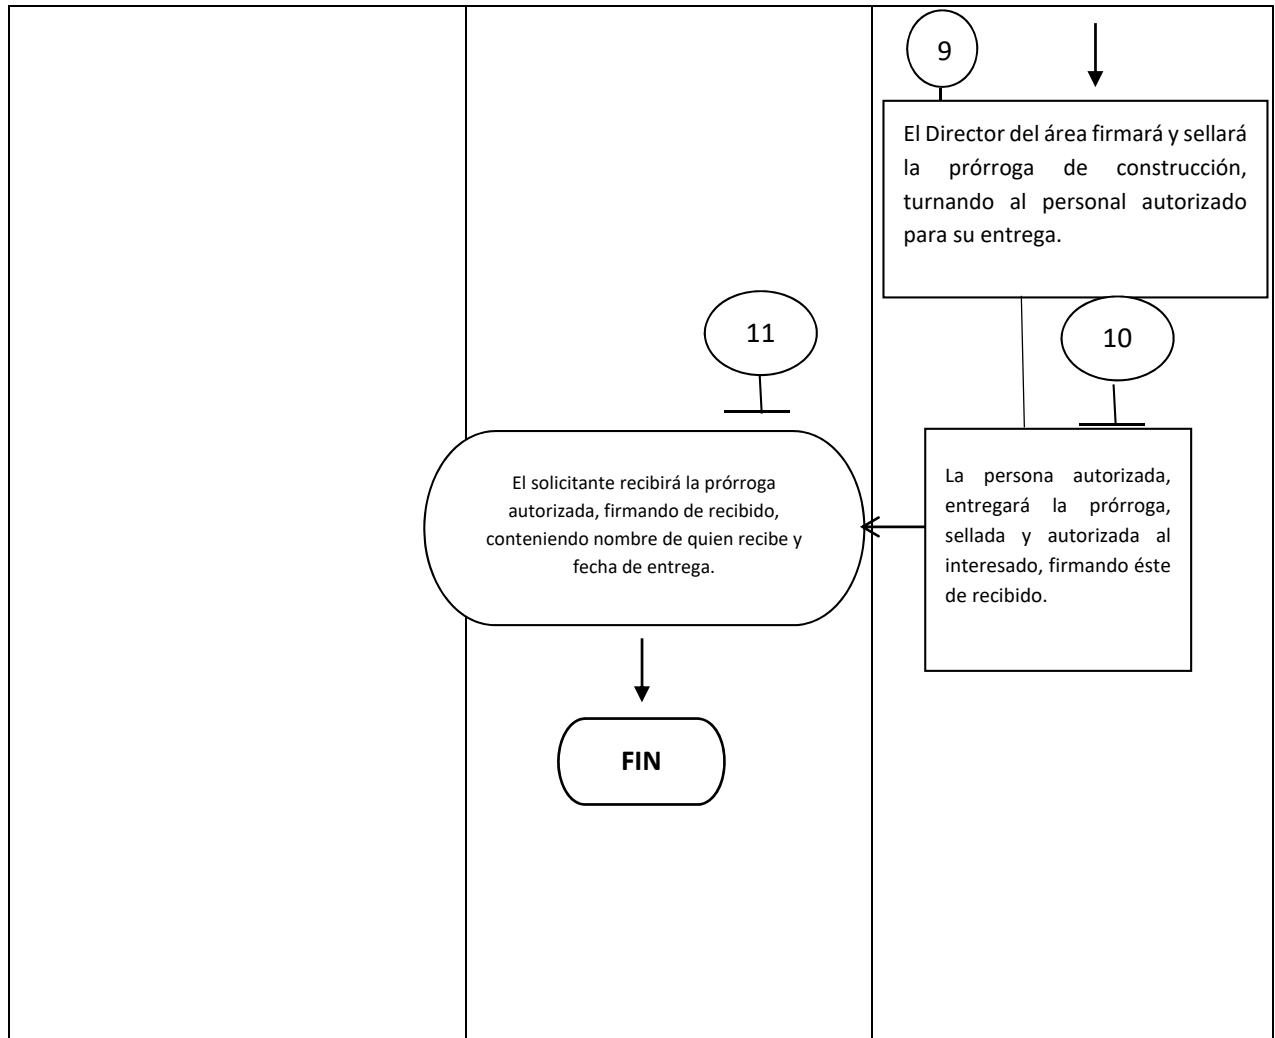 9
El Director del área firmará y sellará
la prórroga de construcción,
turnando al personal autorizado
para su entrega.
10
La persona autorizada,
entregará la prórroga,
sellada y autorizada al
interesado, firmando éste
de recibido.
11
El solicitante recibirá la prórroga
autorizada, firmando de recibido,
conteniendo nombre de quien recibe y
fecha de entrega.
FIN